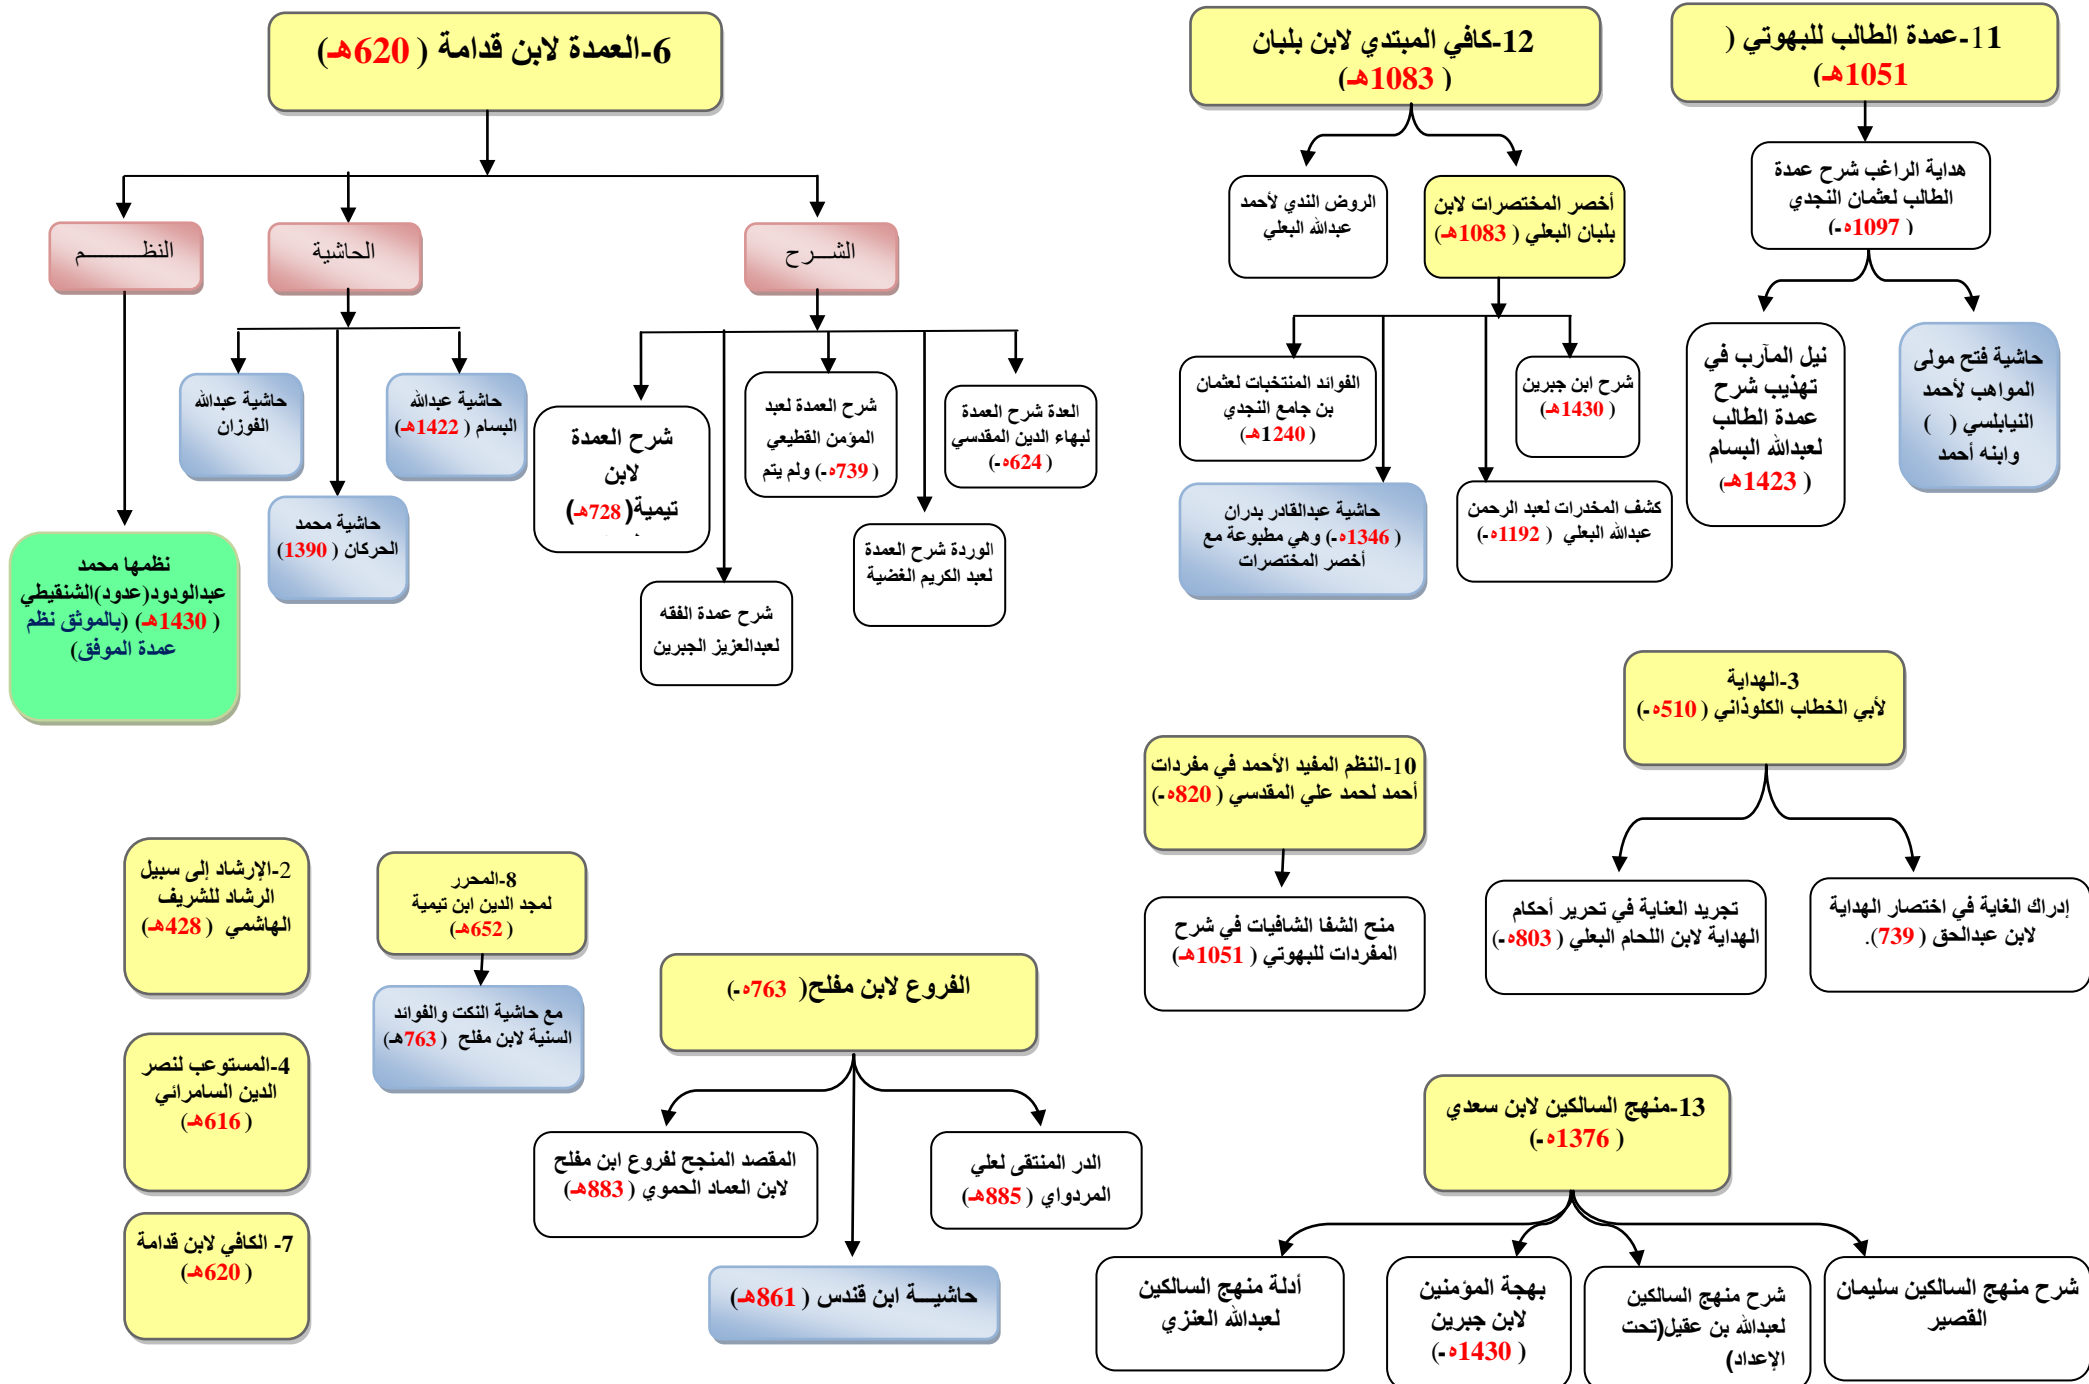 11-عمدة الطالب للبهوتي (
1051هـ)
هداية الراغب شرح عمدة
الطالب لعثمان النجدي
( 1097ه-)
حاشية فتح مولى
المواهب لأحمد
النيابلسي (   )
وابنه أحمد
نيل المآرب في
تهذيب شرح
عمدة الطالب
لعبدالله البسام
( 1423هـ)
12-كافي المبتدي لابن بلبان
( 1083هـ)
أخصر المختصرات لابن
بلبان البعلي ( 1083هـ)
الروض الندي لأحمد
عبدالله البعلي
شرح ابن جبرين
( 1430هـ)
كشف المخدرات لعبد الرحمن
عبدالله البعلي ( 1192ه-)
حاشية عبدالقادر بدران
( 1346ه-) وهي مطبوعة مع
أخصر المختصرات
الفوائد المنتخبات لعثمان
بن جامع النجدي
( 1240هـ)
6-العمدة لابن قدامة ( 620هـ)
الشـــرح
الحاشية
النظــــــــم
العدة شرح العمدة
لبهاء الدين المقدسي
( 624ه-)
الوردة شرح العمدة
لعبد الكريم الغضية
شرح العمدة لعبد
المؤمن القطيعي
( 739ه-) ولم يتم
شرح عمدة الفقه
لعبدالعزيز الجبرين
شرح العمدة
لابن
تيمية( 728هـ)
حاشية عبدالله
البسام ( 1422هـ)
حاشية محمد
الحركان ( 1390)
حاشية عبدالله
الفوزان
نظمها محمد
عبدالودود(عدود)الشنقيطي
( 1430هـ) (بالموثق نظم
عمدة الموفق)
3-الهداية
لأبي الخطاب الكلوذاني ( 510ه-)
إدراك الغاية في اختصار الهداية
لابن عبدالحق ( 739).
تجريد العناية في تحرير أحكام
الهداية لابن اللحام البعلي ( 803ه-)
10-النظم المفيد الأحمد في مفردات
أحمد لحمد علي المقدسي ( 820ه-)
منح الشفا الشافيات في شرح
المفردات للبهوتي ( 1051هـ)
2-الإرشاد إلى سبيل
الرشاد للشريف
الهاشمي ( 428هـ)
8-المحرر
لمجد الدين ابن تيمية
( 652هـ)
مع حاشية النكت والفوائد
السنية لابن مفلح ( 763هـ)
الفروع لابن مفلح( 763ه-)
الدر المنتقى لعلي
المردواي ( 885هـ)
حاشيـــة ابن قندس ( 861هـ)
المقصد المنجح لفروع ابن مفلح
لابن العماد الحموي ( 883هـ)
4-المستوعب لنصر
الدين السامرائي
( 616هـ)
7- الكافي لابن قدامة
( 620هـ)
13-منهج السالكين لابن سعدي
( 1376ه-)
شرح منهج السالكين سليمان
القصير
شرح منهج السالكين
لعبدالله بن عقيل(تحت
الإعداد)
بهجة المؤمنين
لابن جبرين
( 1430ه-)
أدلة منهج السالكين
لعبدالله العنزي